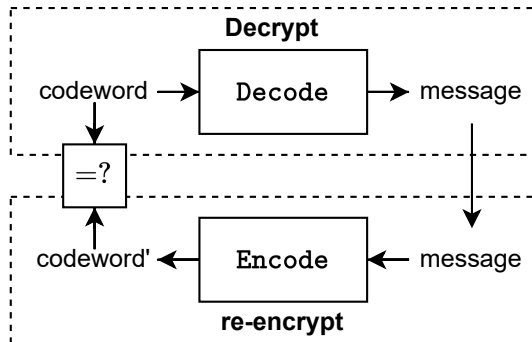 Decrypt
codeword Decode message
=?
codeword' Encode message
re-encrypt